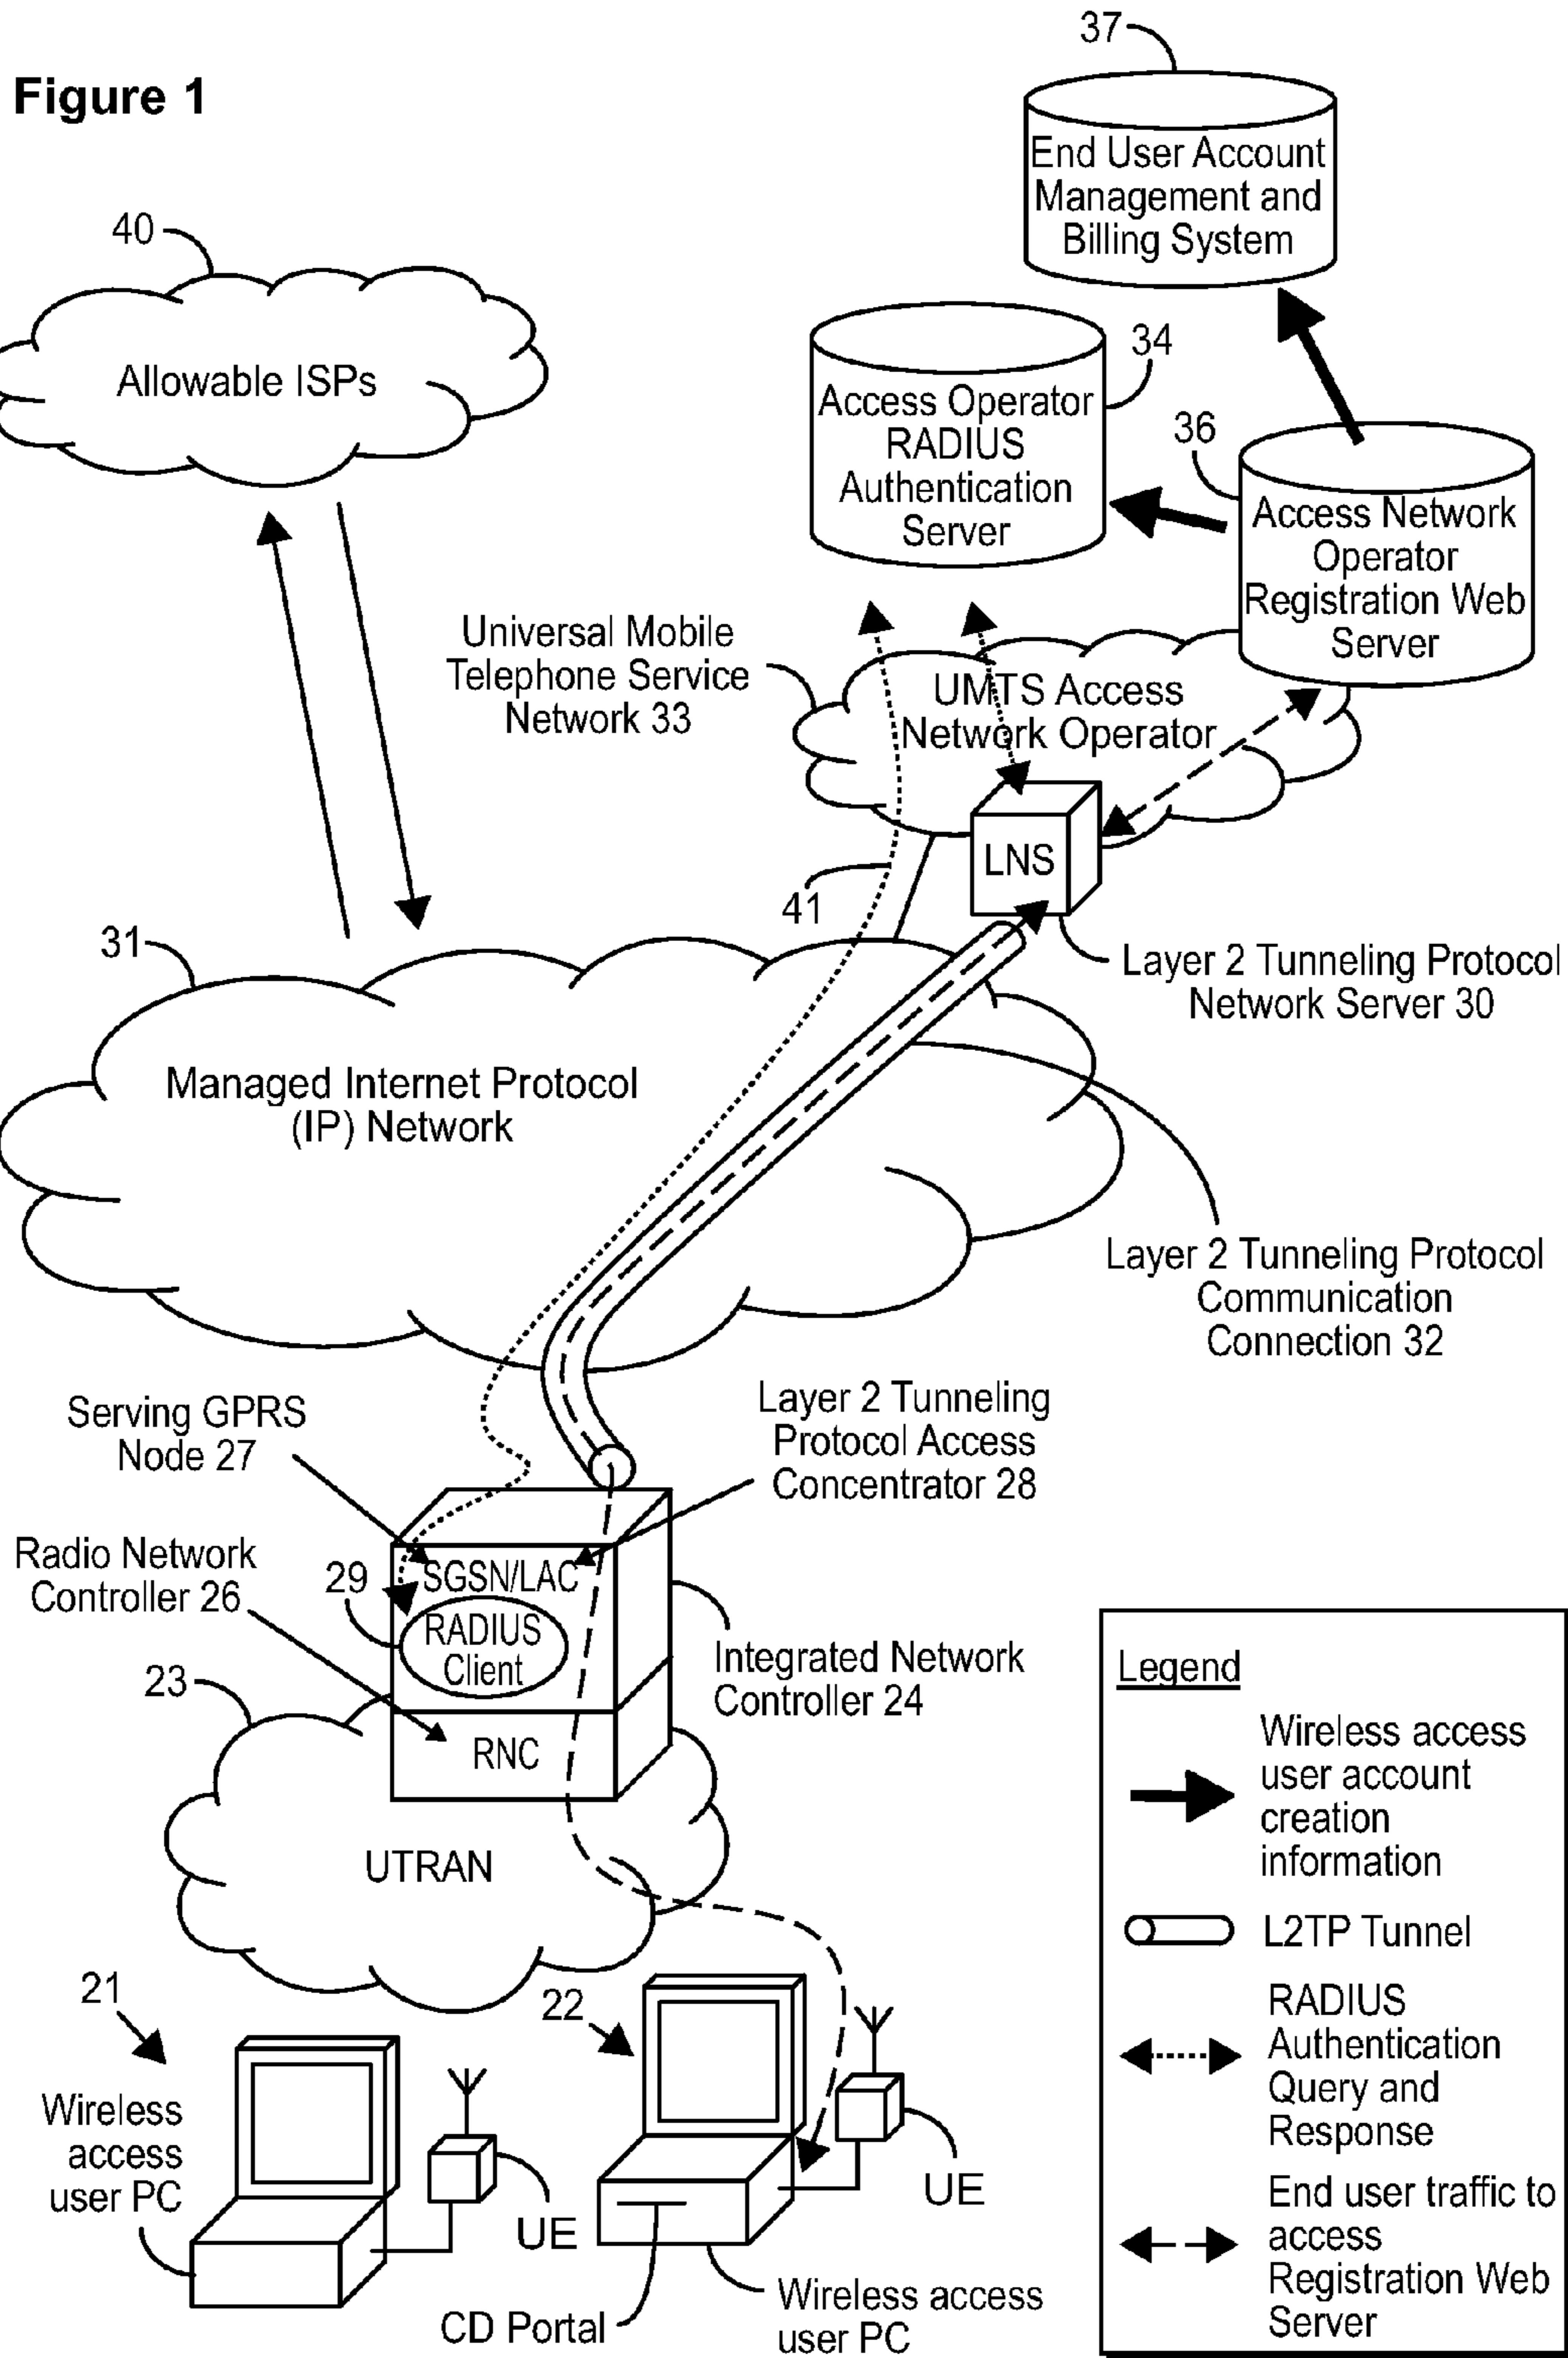 Figure 1
37
End User Account
Management and
Billing System
40
Allowable ISPs
34
Access Operator
RADIUS
Authentication
Server
36
Access Network
Operator
Registration Web
Server
Universal Mobile
Telephone Service
Network 33
UMTS Access
Network Operator
LNS
41
31
Layer 2 Tunneling Protocol
Network Server 30
Managed Internet Protocol
(IP) Network
Layer 2 Tunneling Protocol
Communication
Connection 32
Serving GPRS
Node 27
Layer 2 Tunneling
Protocol Access
Concentrator 28
Radio Network
Controller 26
29
SGSN/LAC
RADIUS
Client
Integrated Network
Controller 24
23
RNC
UTRAN
21
22
Wireless
access
user PC
UE
UE
CD Portal
Wireless access
user PC
Legend
Wireless access
user account
creation
information
L2TP Tunnel
RADIUS
Authentication
Query and
Response
End user traffic to
access
Registration Web
Server